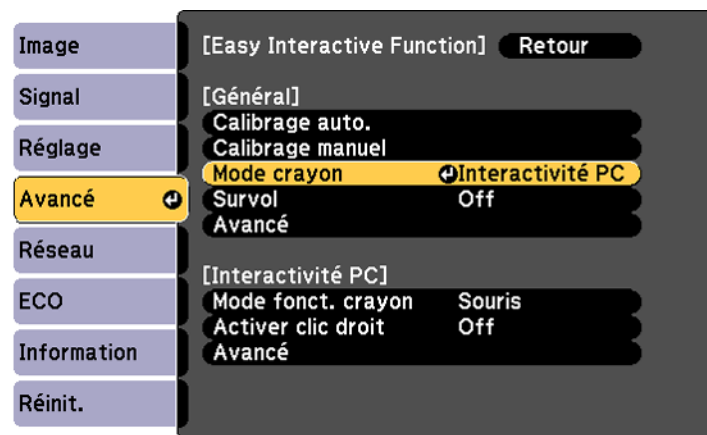 Image
Signal
Réglage
Avancé
Réseau
ECO
Information
Réinit.
[Easy Interactive Function] Retour
[Général]
Calibrage auto.
Calibrage manuel
Mode crayon Interactivité PC
Survol Off
Avancé
[Interactivité PC]
Mode fonct. crayon Souris
Activer clic droit Off
Avancé